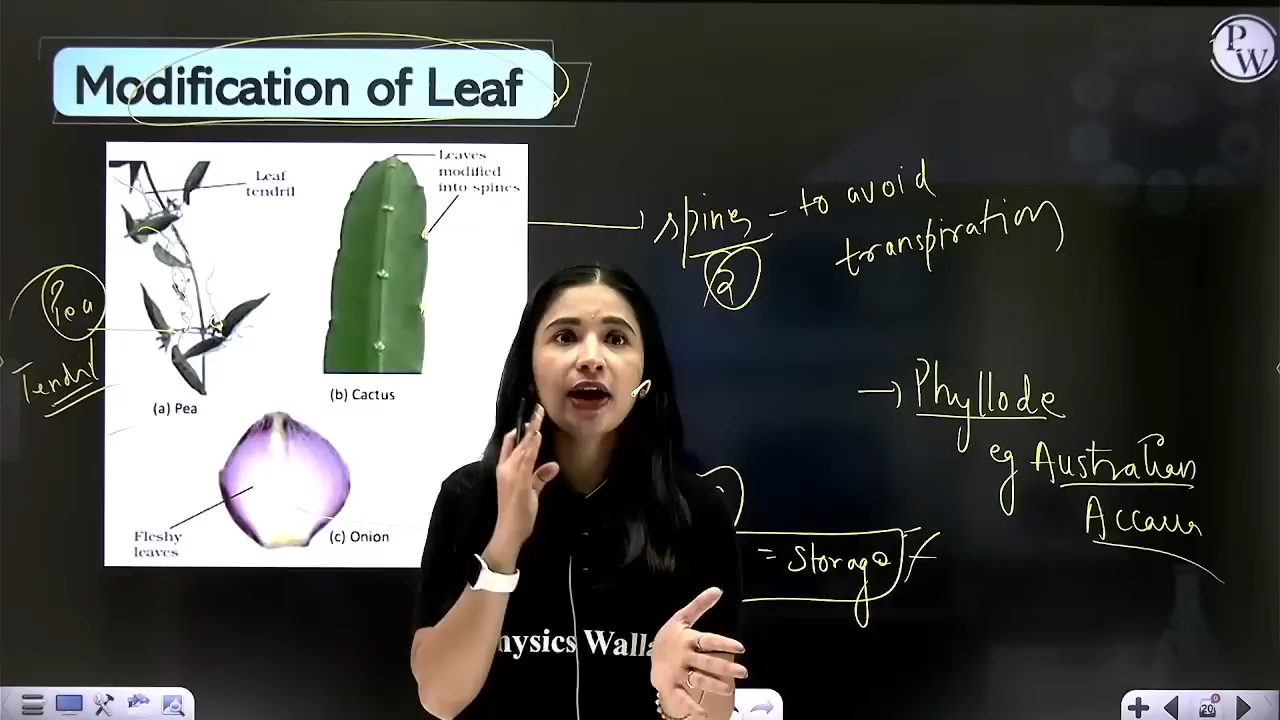 Modification of Leaf
PW
Leaf
tendril
Leaves
modified
into spines
Pea
Tendril
(a) Pea
(b) Cactus
Fleshy
leaves
(c) Onion
spines - to avoid
transpiration
→ Phyllode
eg Australian
= Storage
hysics Walla
20